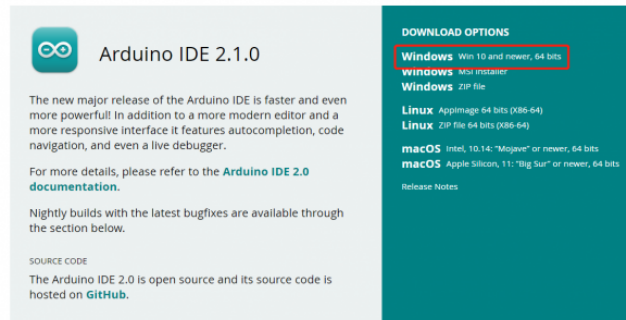 Arduino IDE 2.1.0
The new major release of the Arduino IDE is faster and even
more powerful! In addition to a more modern editor and a
more responsive interface it features autocompletion, code
navigation, and even a live debugger.
For more details, please refer to the Arduino IDE 2.0
documentation.
Nightly builds with the latest bugfixes are available through
the section below.
SOURCE CODE
The Arduino IDE 2.0 is open source and its source code is
hosted on GitHub.
DOWNLOAD OPTIONS
Windows Win 10 and newer, 64 bits
Windows MSI installer
Windows ZIP file
Linux AppImage 64 bits (X86-64)
Linux ZIP file 64 bits (X86-64)
macOS Intel, 10.14: "Mojave" or newer, 64 bits
macOS Apple Silicon, 11: "Big Sur" or newer, 64 bits
Release Notes